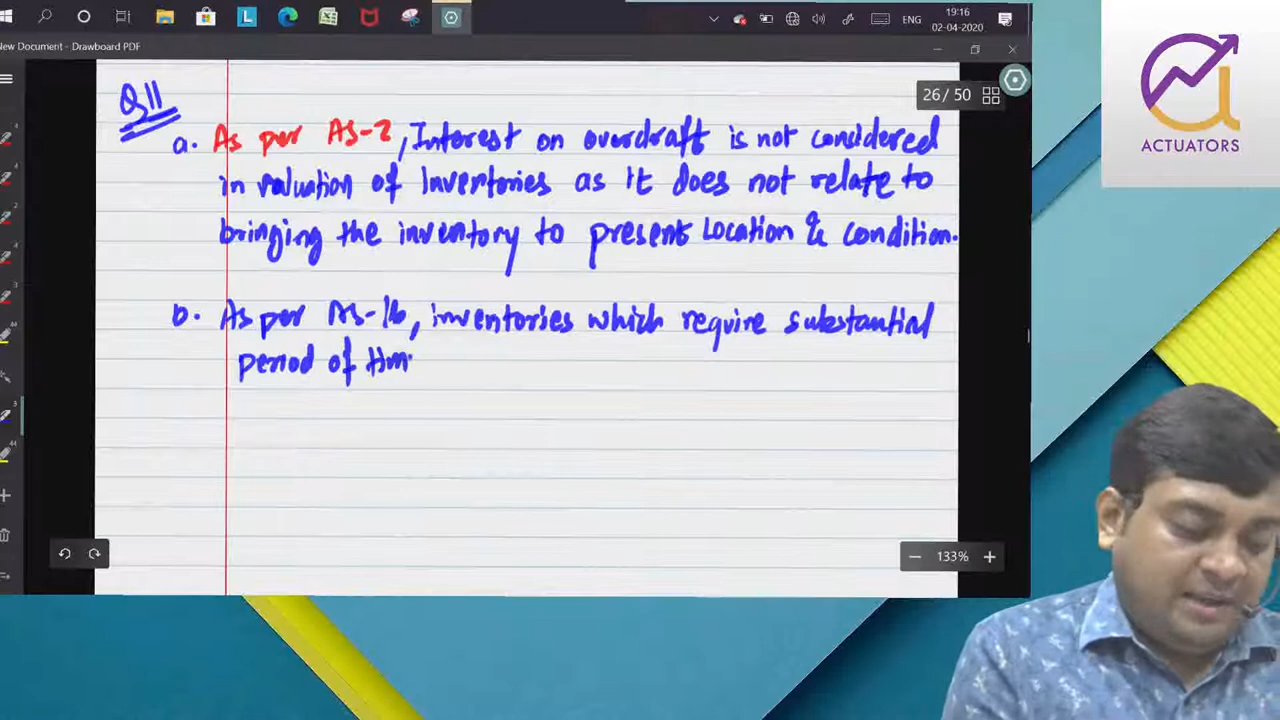 19:16
ENG
02-04-2020
New Document - Drawboard PDF
26 / 50
ACTUATORS
Q11
a. As per AS-2, Interest on overdraft is not considered
in valuation of Inventories as it does not relate to
bringing the inventory to present Location & condition.
b. As per AS-16, inventories which require substantial
period of tim
133%